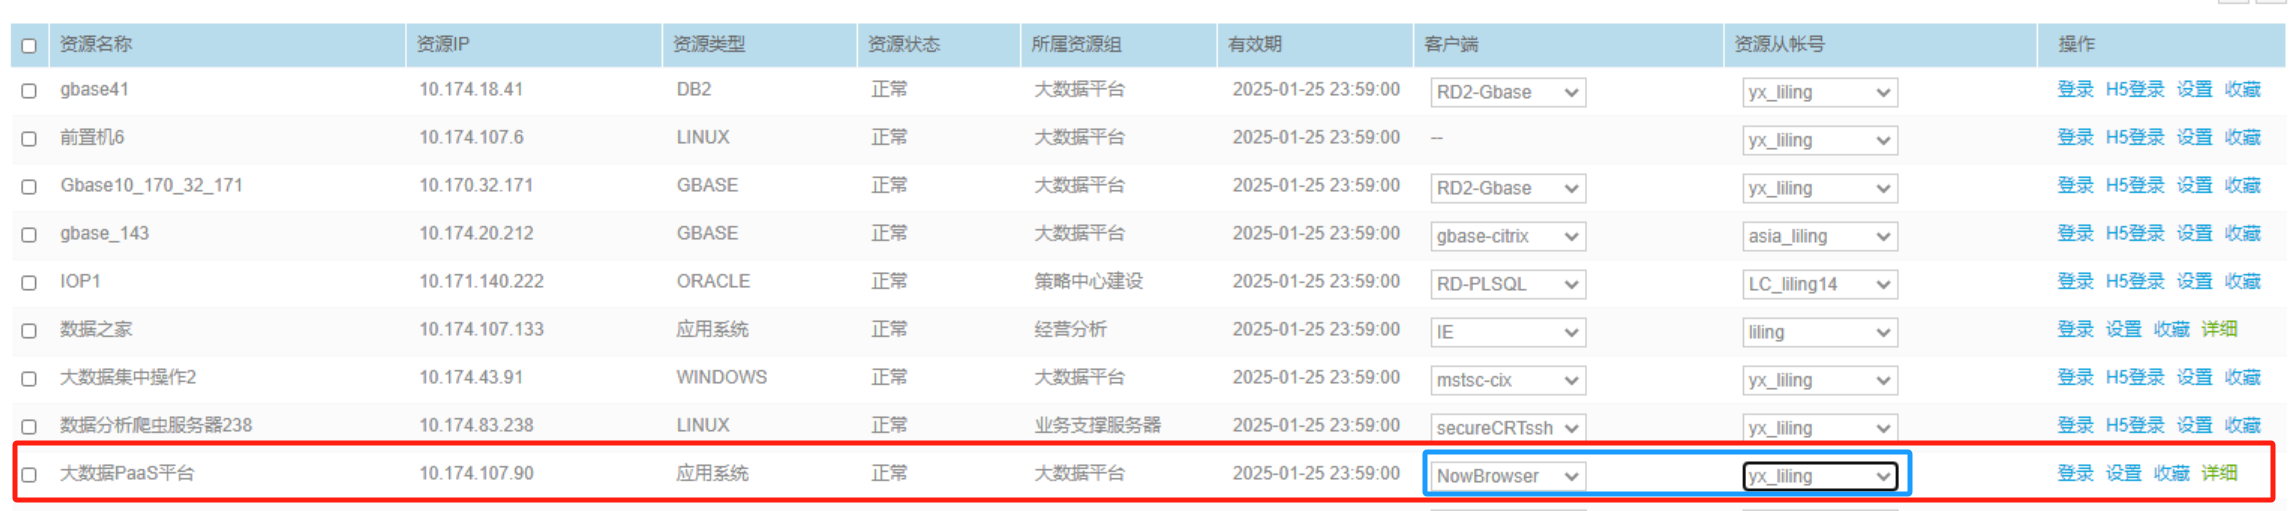 资源名称 资源IP 资源类型 资源状态 所属资源组 有效期 客户端 资源从帐号 操作
gbase41 10.174.18.41 DB2 正常 大数据平台 2025-01-25 23:59:00 RD2-Gbase yx_liling 登录 H5登录 设置 收藏
前置机6 10.174.107.6 LINUX 正常 大数据平台 2025-01-25 23:59:00 -- yx_liling 登录 H5登录 设置 收藏
Gbase10_170_32_171 10.170.32.171 GBASE 正常 大数据平台 2025-01-25 23:59:00 RD2-Gbase yx_liling 登录 H5登录 设置 收藏
gbase_143 10.174.20.212 GBASE 正常 大数据平台 2025-01-25 23:59:00 gbase-citrix asia_liling 登录 H5登录 设置 收藏
IOP1 10.171.140.222 ORACLE 正常 策略中心建设 2025-01-25 23:59:00 RD-PLSQL LC_liling14 登录 H5登录 设置 收藏
数据之家 10.174.107.133 应用系统 正常 经营分析 2025-01-25 23:59:00 IE liling 登录 设置 收藏 详细
大数据集中操作2 10.174.43.91 WINDOWS 正常 大数据平台 2025-01-25 23:59:00 mstsc-cix yx_liling 登录 H5登录 设置 收藏
数据分析爬虫服务器238 10.174.83.238 LINUX 正常 业务支撑服务器 2025-01-25 23:59:00 secureCRTssh yx_liling 登录 H5登录 设置 收藏
大数据PaaS平台 10.174.107.90 应用系统 正常 大数据平台 2025-01-25 23:59:00 NowBrowser yx_liling 登录 设置 收藏 详细